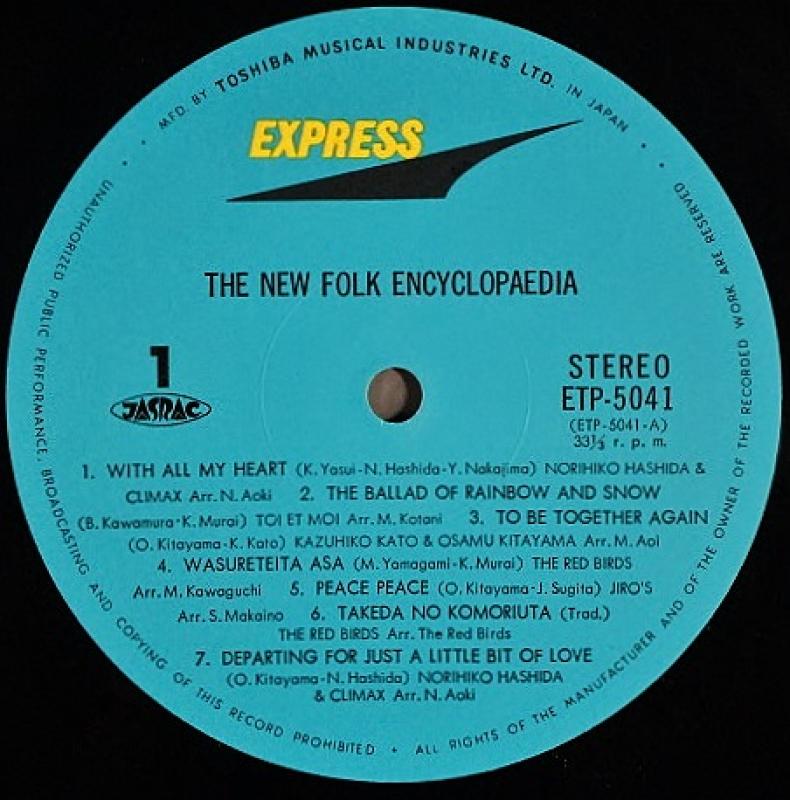 MFD. BY TOSHIBA MUSICAL INDUSTRIES LTD. IN JAPAN
EXPRESS
THE NEW FOLK ENCYCLOPAEDIA
1
JASRAC
STEREO
ETP-5041
(ETP-5041-A)
33⅓ r. p. m.
1. WITH ALL MY HEART (K. Yasui-N. Hashida-Y. Nakajima) NORIHIKO HASHIDA &
CLIMAX Arr. N. Aoki 2. THE BALLAD OF RAINBOW AND SNOW
(B. Kawamura-K. Murai) TOI ET MOI Arr. M. Kotani 3. TO BE TOGETHER AGAIN
(O. Kitayama-K. Kato) KAZUHIKO KATO & OSAMU KITAYAMA Arr. M. Aoi
4. WASURETEITA ASA (M. Yamagami-K. Murai) THE RED BIRDS
Arr. M. Kawaguchi 5. PEACE PEACE (O. Kitayama-J. Sugita) JIRO'S
Arr. S. Makaino 6. TAKEDA NO KOMORIUTA (Trad.)
THE RED BIRDS Arr. The Red Birds
7. DEPARTING FOR JUST A LITTLE BIT OF LOVE
(O. Kitayama-N. Hashida) NORIHIKO HASHIDA
& CLIMAX Arr. N. Aoki
UNAUTHORIZED PUBLIC PERFORMANCE, BROADCASTING AND COPYING OF THIS RECORD PROHIBITED • ALL RIGHTS OF THE MANUFACTURER AND OF THE OWNER OF THE RECORDED WORK ARE RESERVED